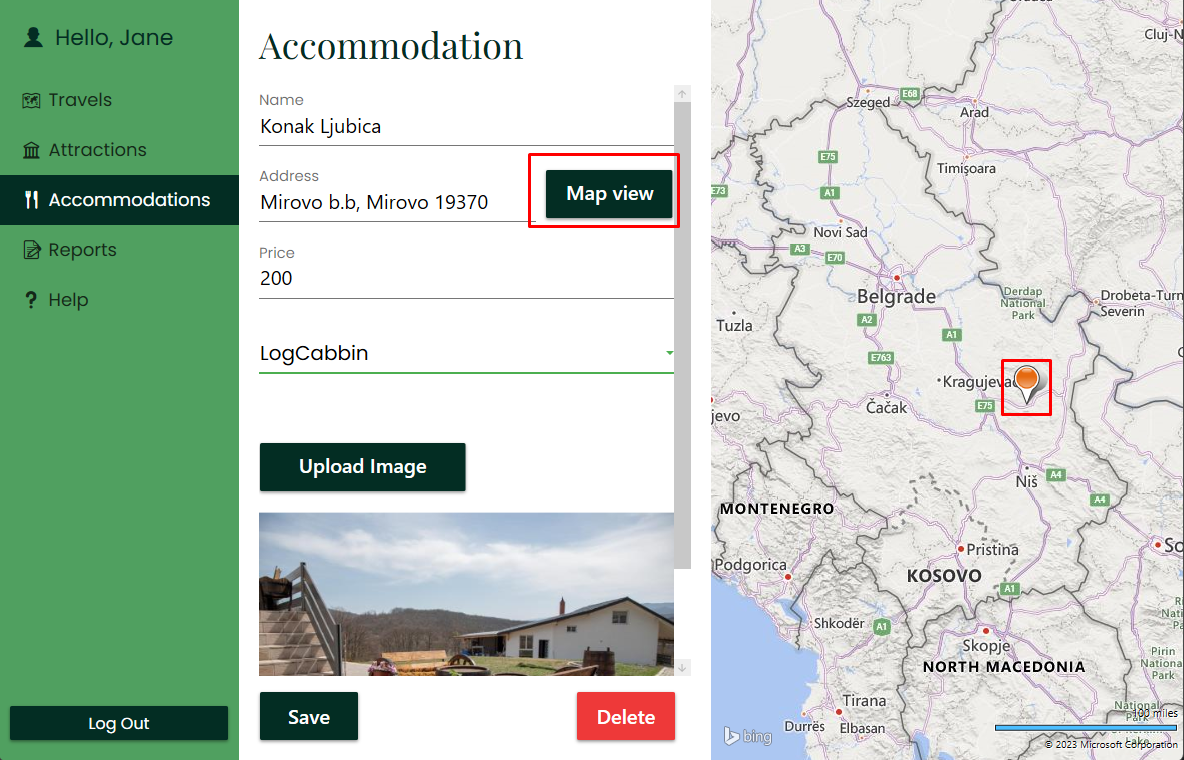 Hello, Jane
Travels
Attractions
Accommodations
Reports
Help
Log Out
Accommodation
Name
Konak Ljubica
Address
Mirovo b.b, Mirovo 19370
Map view
Price
200
LogCabbin
Upload Image
Save
Delete
Cluj-N
Szeged
E68
Arad
E75
Timişoara
E73
A1
Novi Sad
A3
E70
Belgrade
Derdap
National
Park
Drobeta-Turn
Severin
Tuzla
A2
A1
E763
Kragujevac
Čačak
E75
jevo
Niš
A4
A4
MONTENEGRO
Pristina
Podgorica
KOSOVO
A1
Shkodër
A1
Skopje
NORTH MACEDONIA
Pirin
National
Park
Tirana
National
Park
100 miles
Durrës
Elbasan
Lake
bing
© 2023 Microsoft Corporation